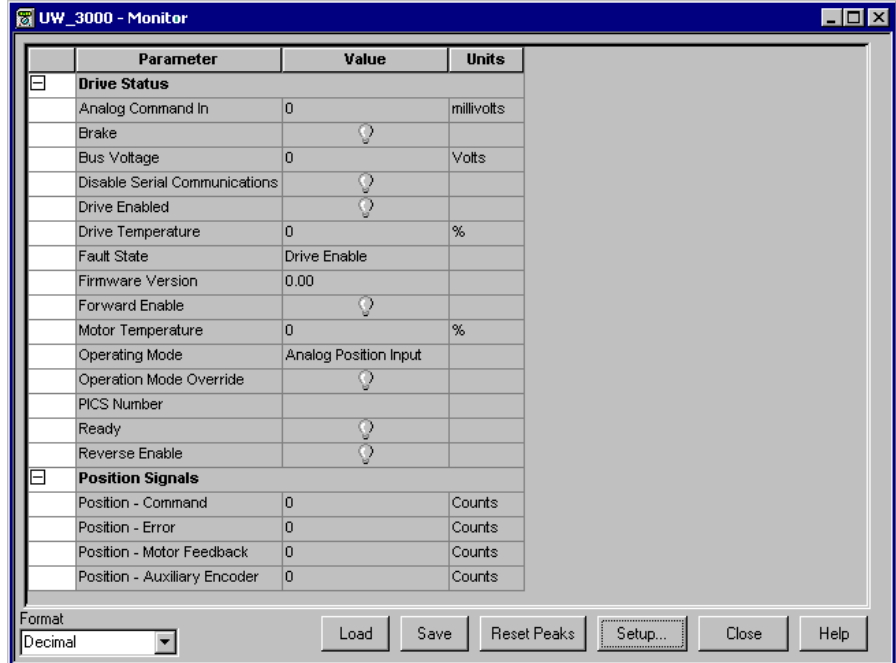 UW_3000 - Monitor
Parameter Value Units
Drive Status
Analog Command In 0 millivolts
Brake
Bus Voltage 0 Volts
Disable Serial Communications
Drive Enabled
Drive Temperature 0 %
Fault State Drive Enable
Firmware Version 0.00
Forward Enable
Motor Temperature 0 %
Operating Mode Analog Position Input
Operation Mode Override
PICS Number
Ready
Reverse Enable
Position Signals
Position - Command 0 Counts
Position - Error 0 Counts
Position - Motor Feedback 0 Counts
Position - Auxiliary Encoder 0 Counts
Format
Decimal Load Save Reset Peaks Setup... Close Help